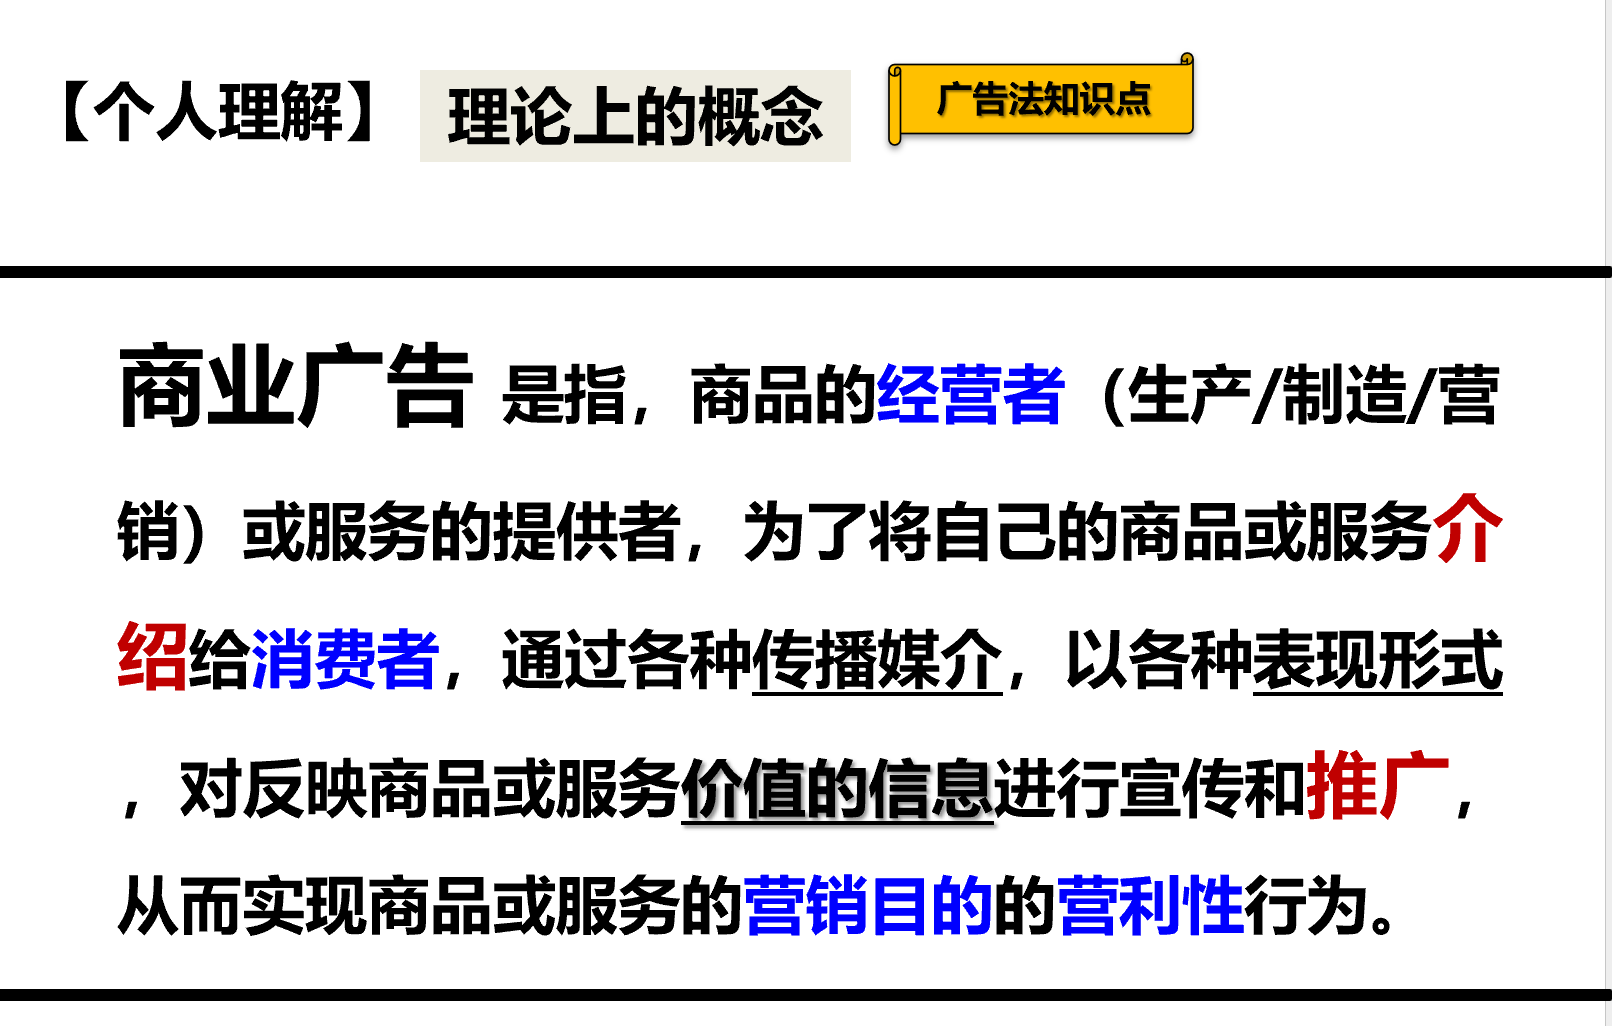 【个人理解】 理论上的概念 广告法知识点
商业广告 是指，商品的经营者（生产/制造/营
销）或服务的提供者，为了将自己的商品或服务介
绍给消费者，通过各种传播媒介，以各种表现形式
，对反映商品或服务价值的信息进行宣传和推广，
从而实现商品或服务的营销目的的营利性行为。